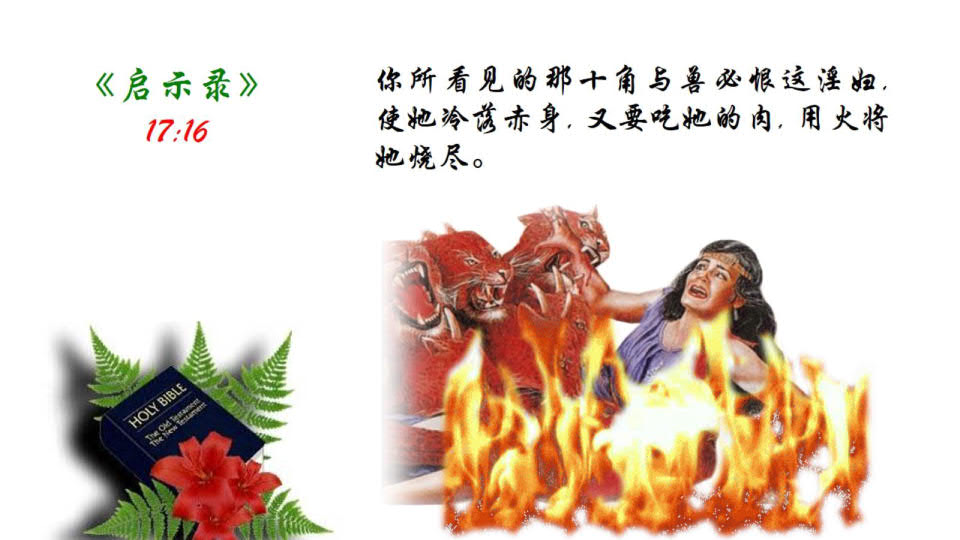 《启示录》
17:16
你所看见的那十角与兽必恨这淫妇,
使她冷落赤身, 又要吃她的肉, 用火将
她烧尽。
HOLY BIBLE
The Old Testament
The New Testament